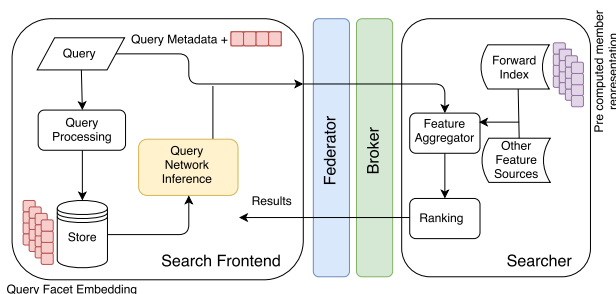 Query Metadata +
Query
Query
Processing
Query
Network
Inference
Store
Search Frontend
Query Facet Embedding
Federator
Broker
Results
Forward
Index
Feature
Aggregator
Other
Feature
Sources
Ranking
Searcher
Pre computed member
representation